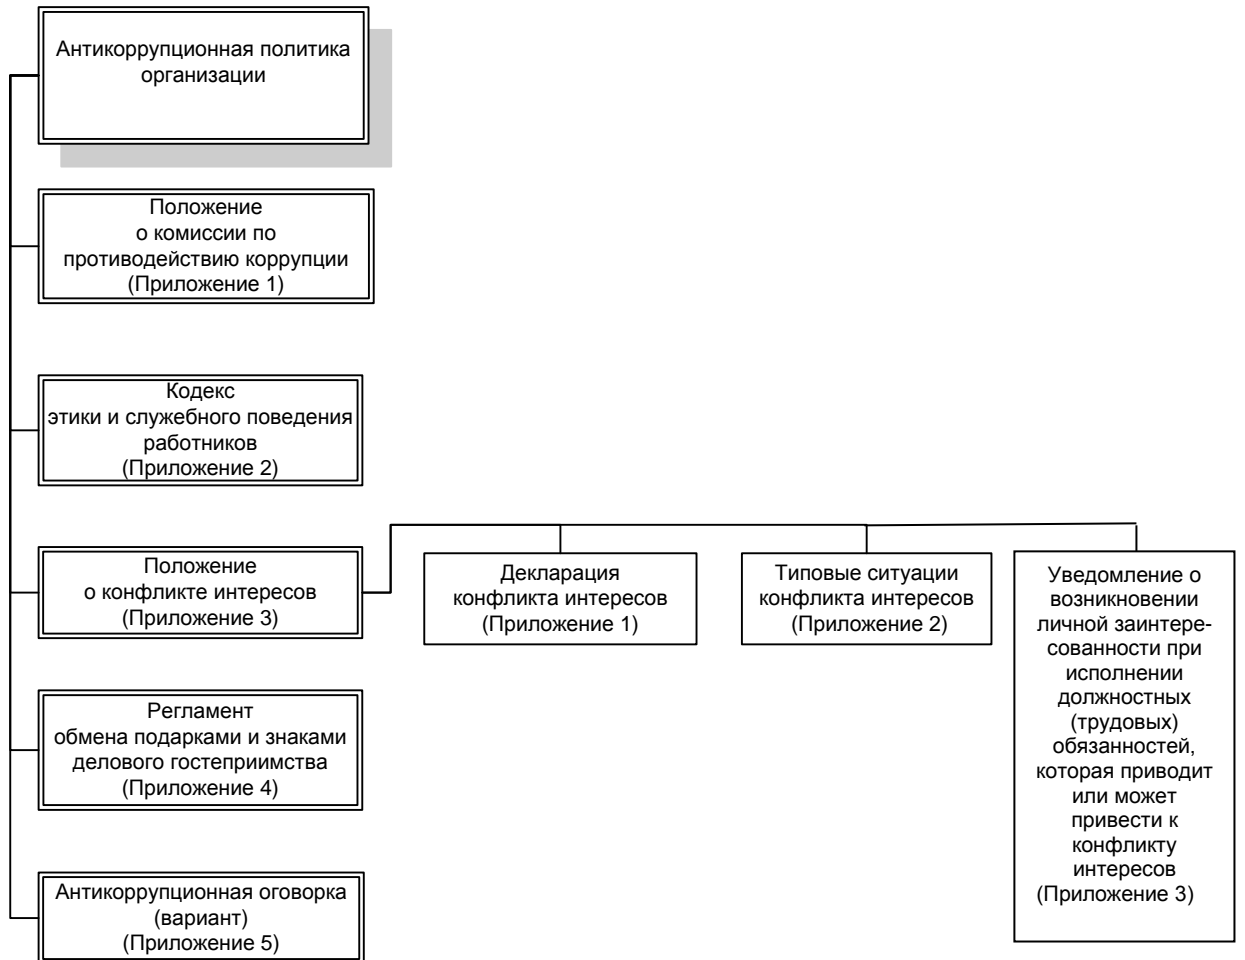 Антикоррупционная политика
организации
Положение
о комиссии по
противодействию коррупции
(Приложение 1)
Кодекс
этики и служебного поведения
работников
(Приложение 2)
Положение
о конфликте интересов
(Приложение 3)
Декларация
конфликта интересов
(Приложение 1)
Типовые ситуации
конфликта интересов
(Приложение 2)
Уведомление о
возникновении
личной заинтере-
сованности при
исполнении
должностных
(трудовых)
обязанностей,
которая приводит
или может
привести к
конфликту
интересов
(Приложение 3)
Регламент
обмена подарками и знаками
делового гостеприимства
(Приложение 4)
Антикоррупционная оговорка
(вариант)
(Приложение 5)